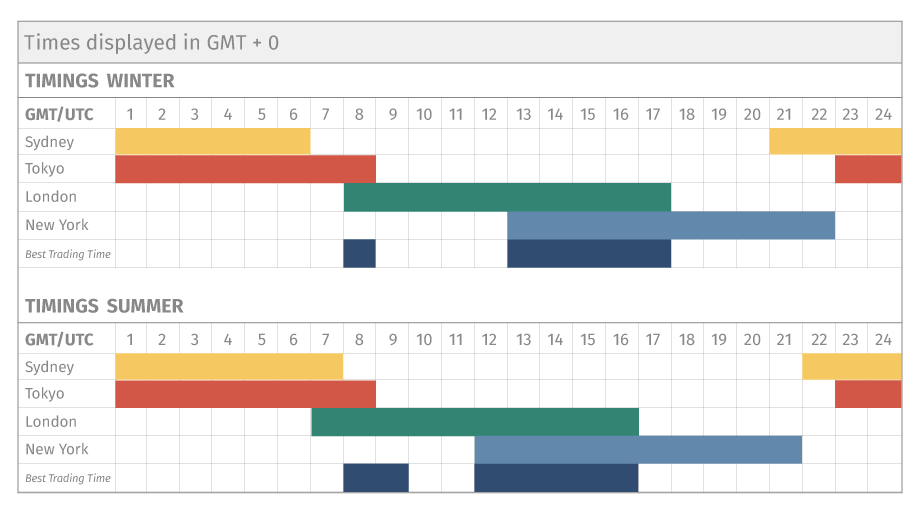 Times displayed in GMT + 0
TIMINGS WINTER
GMT/UTC 1 2 3 4 5 6 7 8 9 10 11 12 13 14 15 16 17 18 19 20 21 22 23 24
Sydney
Tokyo
London
New York
Best Trading Time
TIMINGS SUMMER
GMT/UTC 1 2 3 4 5 6 7 8 9 10 11 12 13 14 15 16 17 18 19 20 21 22 23 24
Sydney
Tokyo
London
New York
Best Trading Time